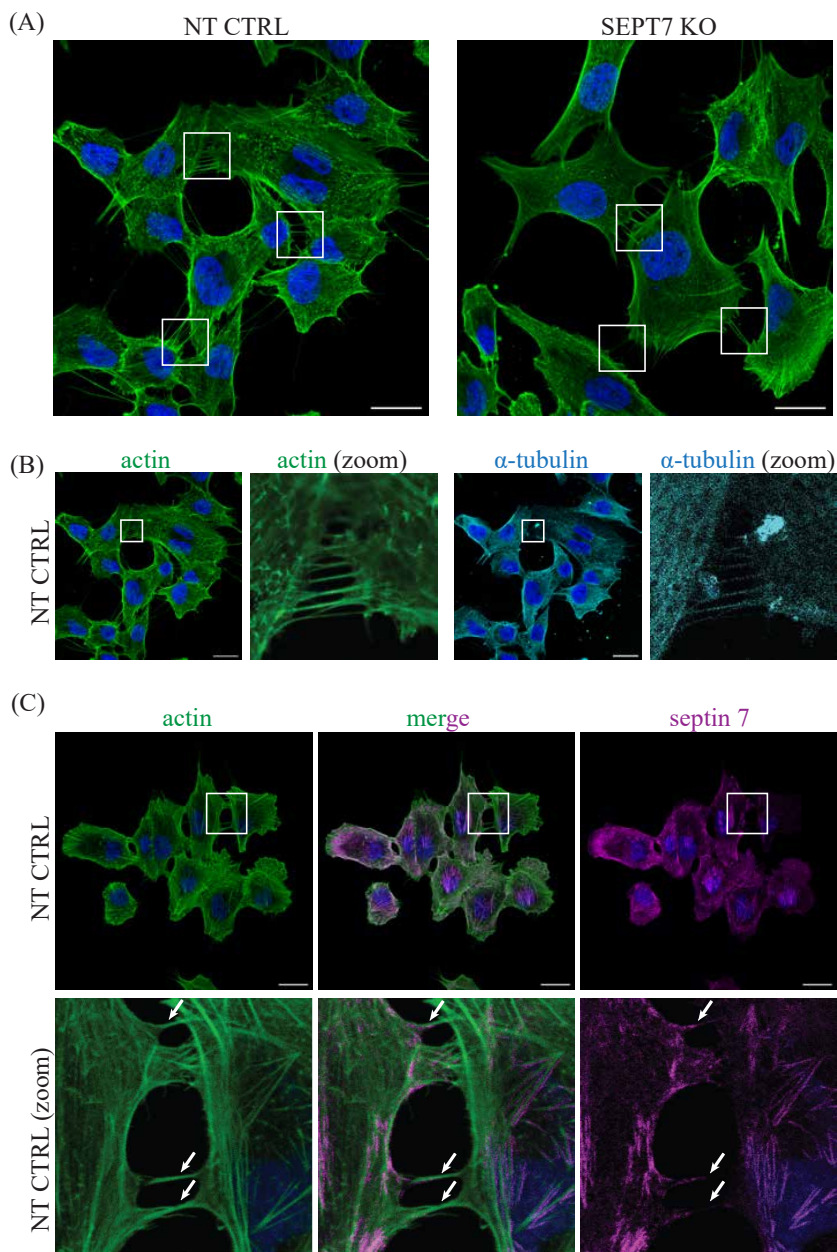 (A)
NT CTRL SEPT7 KO
(B)
actin actin (zoom) α-tubulin α-tubulin (zoom)
NT CTRL
(C)
actin merge septin 7
NT CTRL
NT CTRL (zoom)